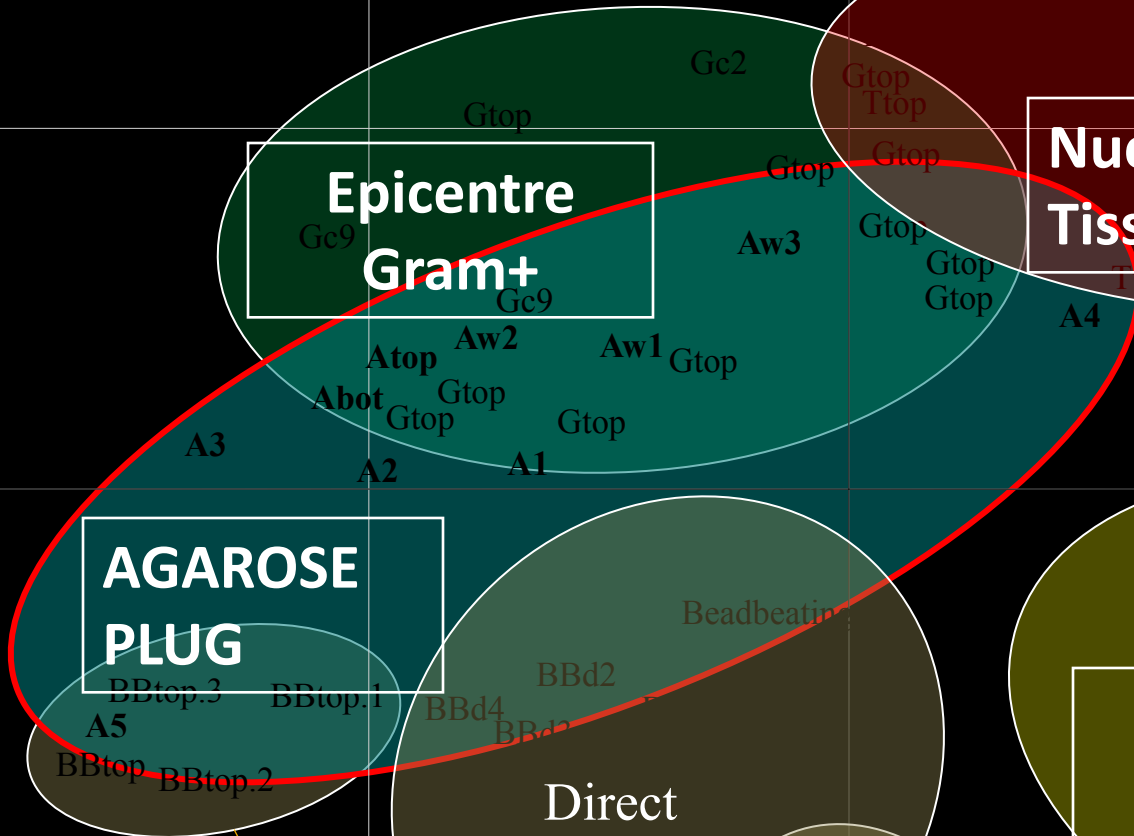 Gc2
Gtop
Ttop
Gtop
Gtop
Gtop
Epicentre
Gram+
Gc9
Gc9
Aw3
Gtop
Gtop
Gtop
A4
Aw2
Aw1
Gtop
Atop
Abot
Gtop
Gtop
Gtop
A3
A2
A1
AGAROSE
PLUG
Beadbeating
BBd2
BBd4
BBtop.3
BBtop.1
A5
BBtop
BBtop.2
Direct